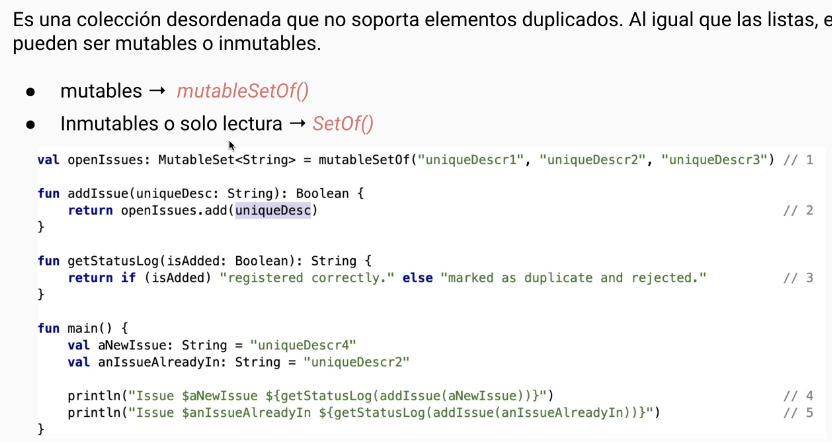 Es una colección desordenada que no soporta elementos duplicados. Al igual que las listas,
pueden ser mutables o inmutables.
● mutables → mutableSetOf()
● Inmutables o solo lectura → SetOf()
val openIssues: MutableSet<String> = mutableSetOf("uniqueDescr1", "uniqueDescr2", "uniqueDescr3") // 1
fun addIssue(uniqueDesc: String): Boolean {
    return openIssues.add(uniqueDesc) // 2
}
fun getStatusLog(isAdded: Boolean): String {
    return if (isAdded) "registered correctly." else "marked as duplicate and rejected." // 3
}
fun main() {
    val aNewIssue: String = "uniqueDescr4"
    val anIssueAlreadyIn: String = "uniqueDescr2"
    println("Issue $aNewIssue ${getStatusLog(addIssue(aNewIssue))}") // 4
    println("Issue $anIssueAlreadyIn ${getStatusLog(addIssue(anIssueAlreadyIn))}") // 5
}